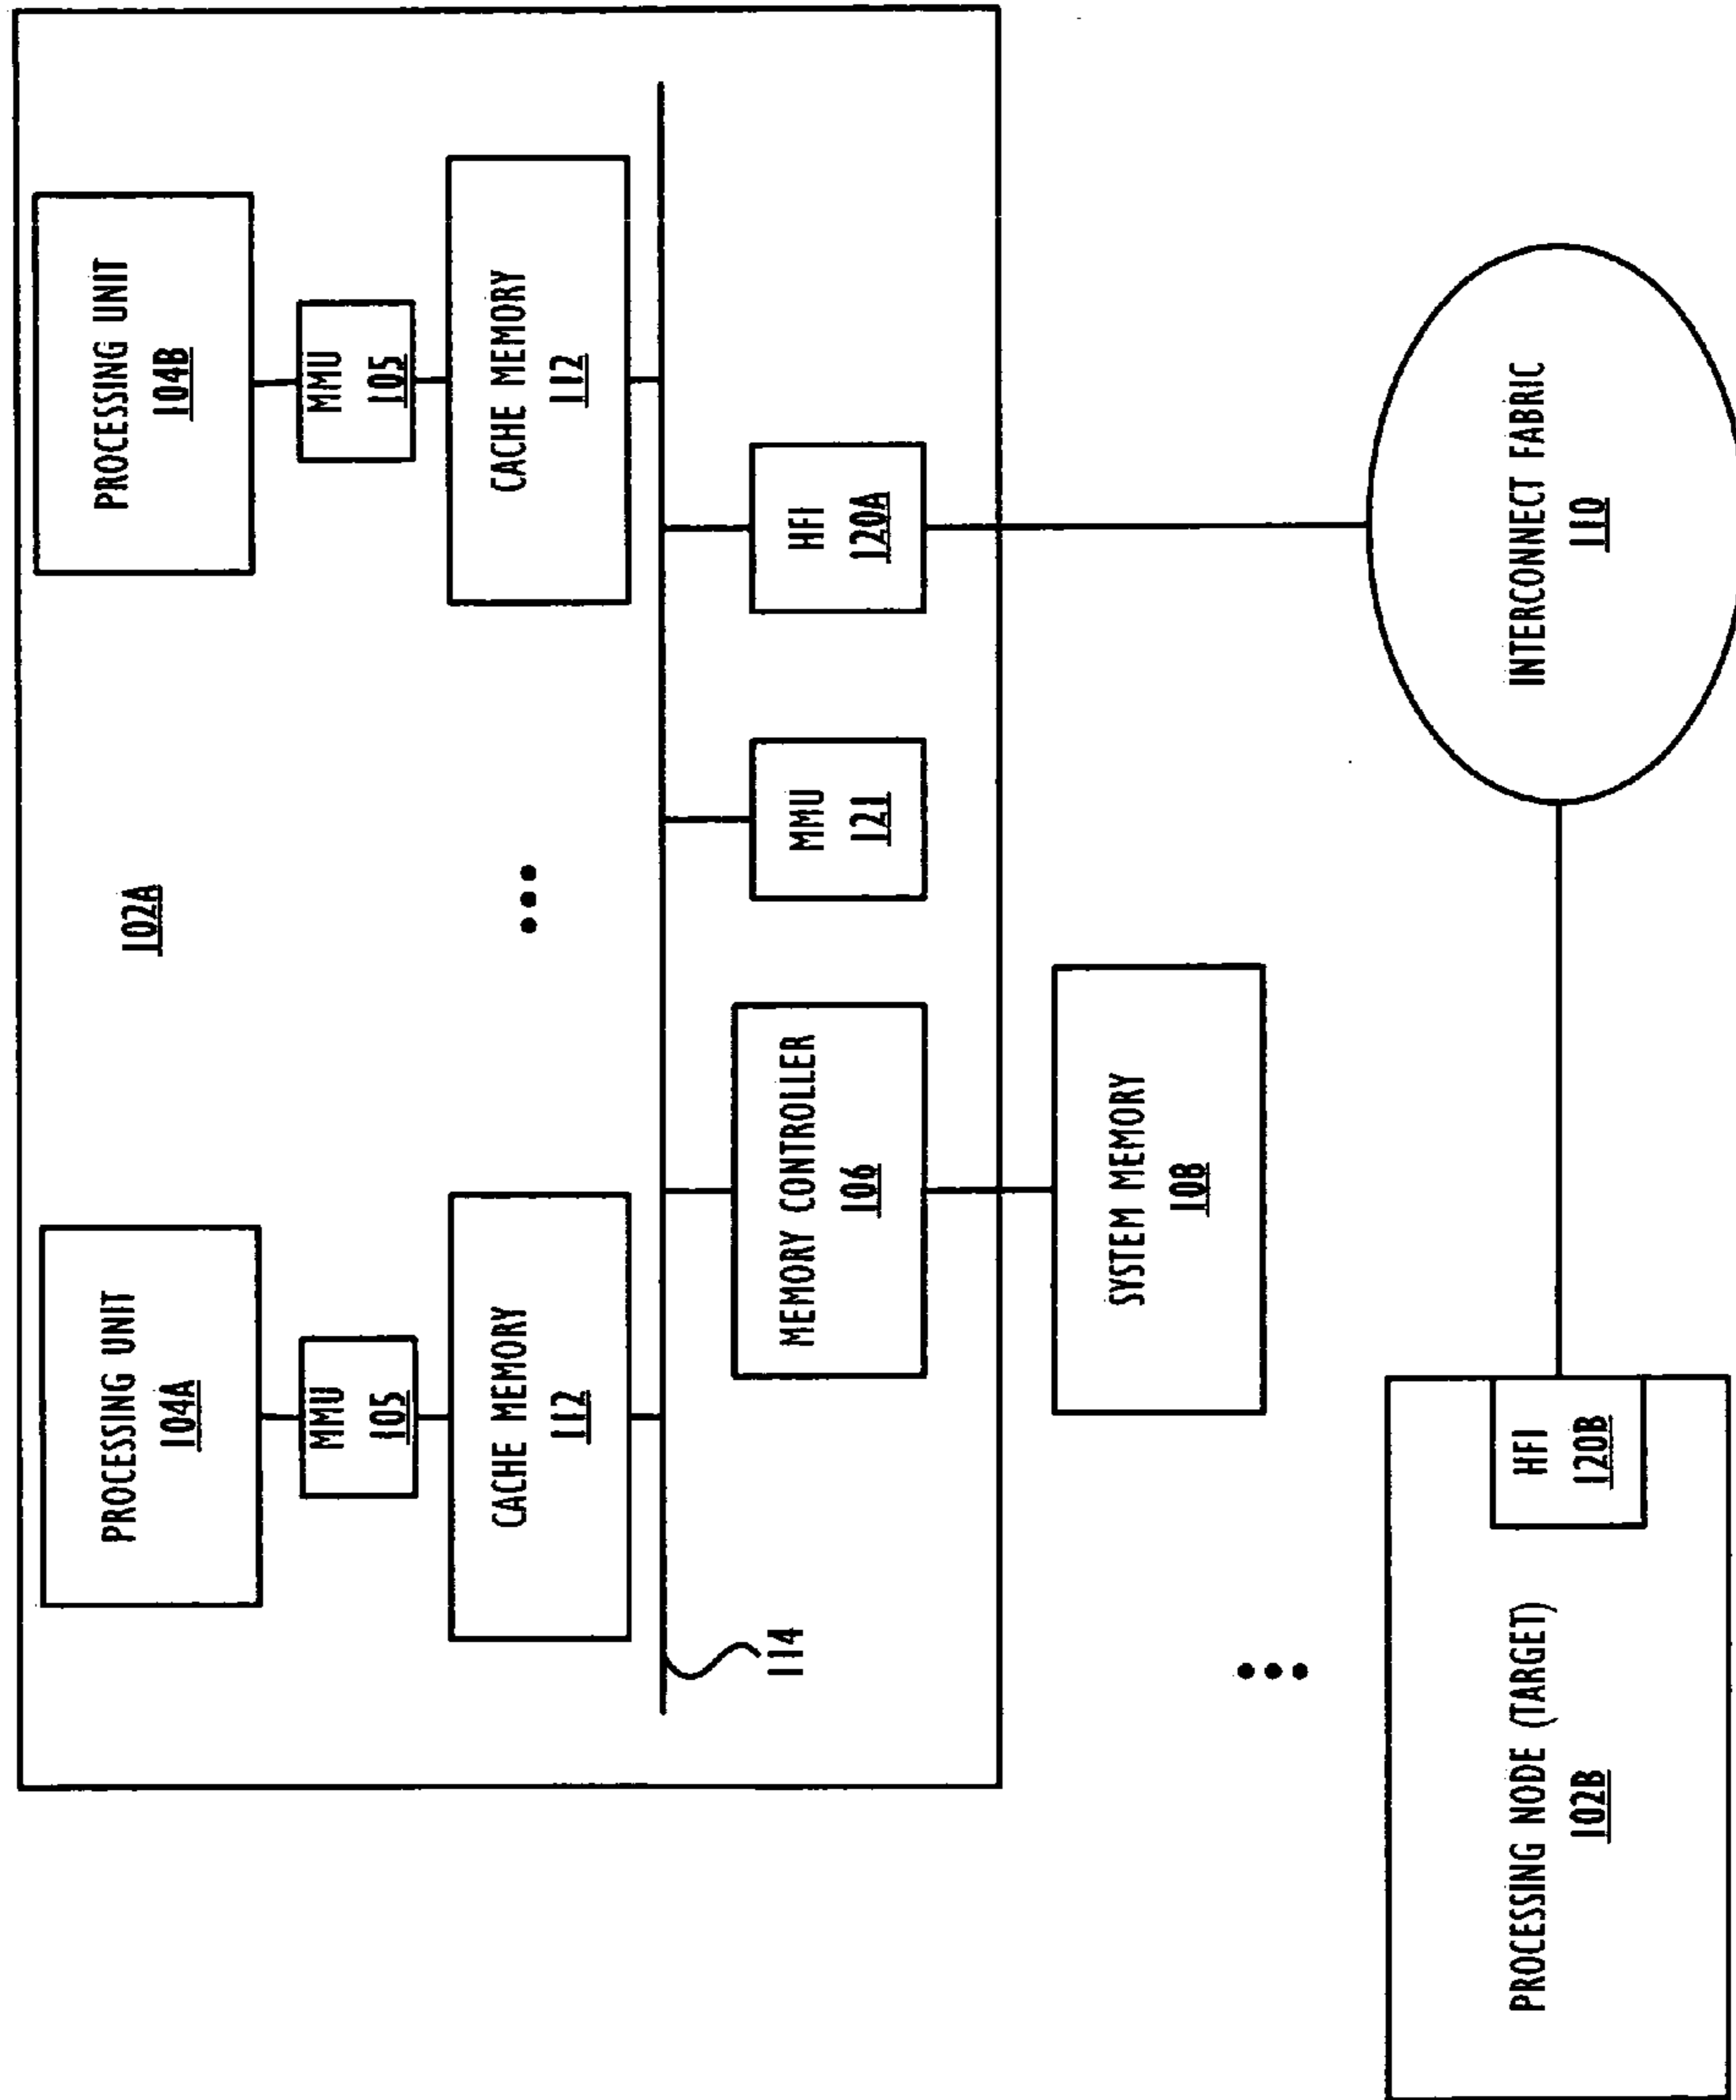 102A
PROCESSING UNIT
104A
PROCESSING UNIT
104B
MMU
105
MMU
105
CACHE MEMORY
112
CACHE MEMORY
112
114
MEMORY CONTROLLER
106
MMU
121
HFI
120A
SYSTEM MEMORY
108
PROCESSING NODE (TARGET)
102B
HFI
120B
INTERCONNECT FABRIC
110